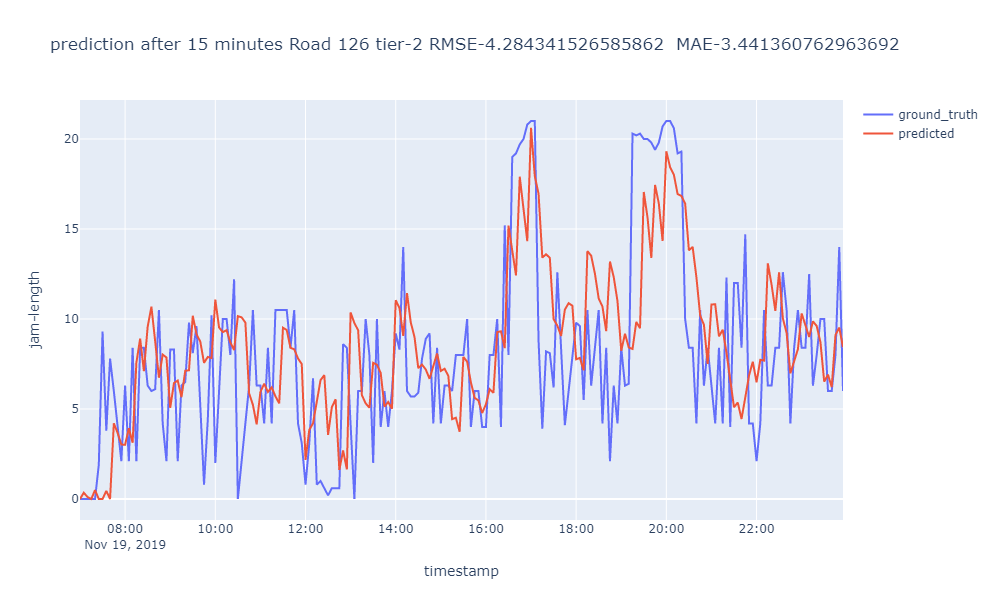 prediction after 15 minutes Road 126 tier-2 RMSE-4.284341526585862  MAE-3.441360762963692
ground_truth
predicted
20
15
10
5
0
jam-length
08:00 10:00 12:00 14:00 16:00 18:00 20:00 22:00
Nov 19, 2019
timestamp